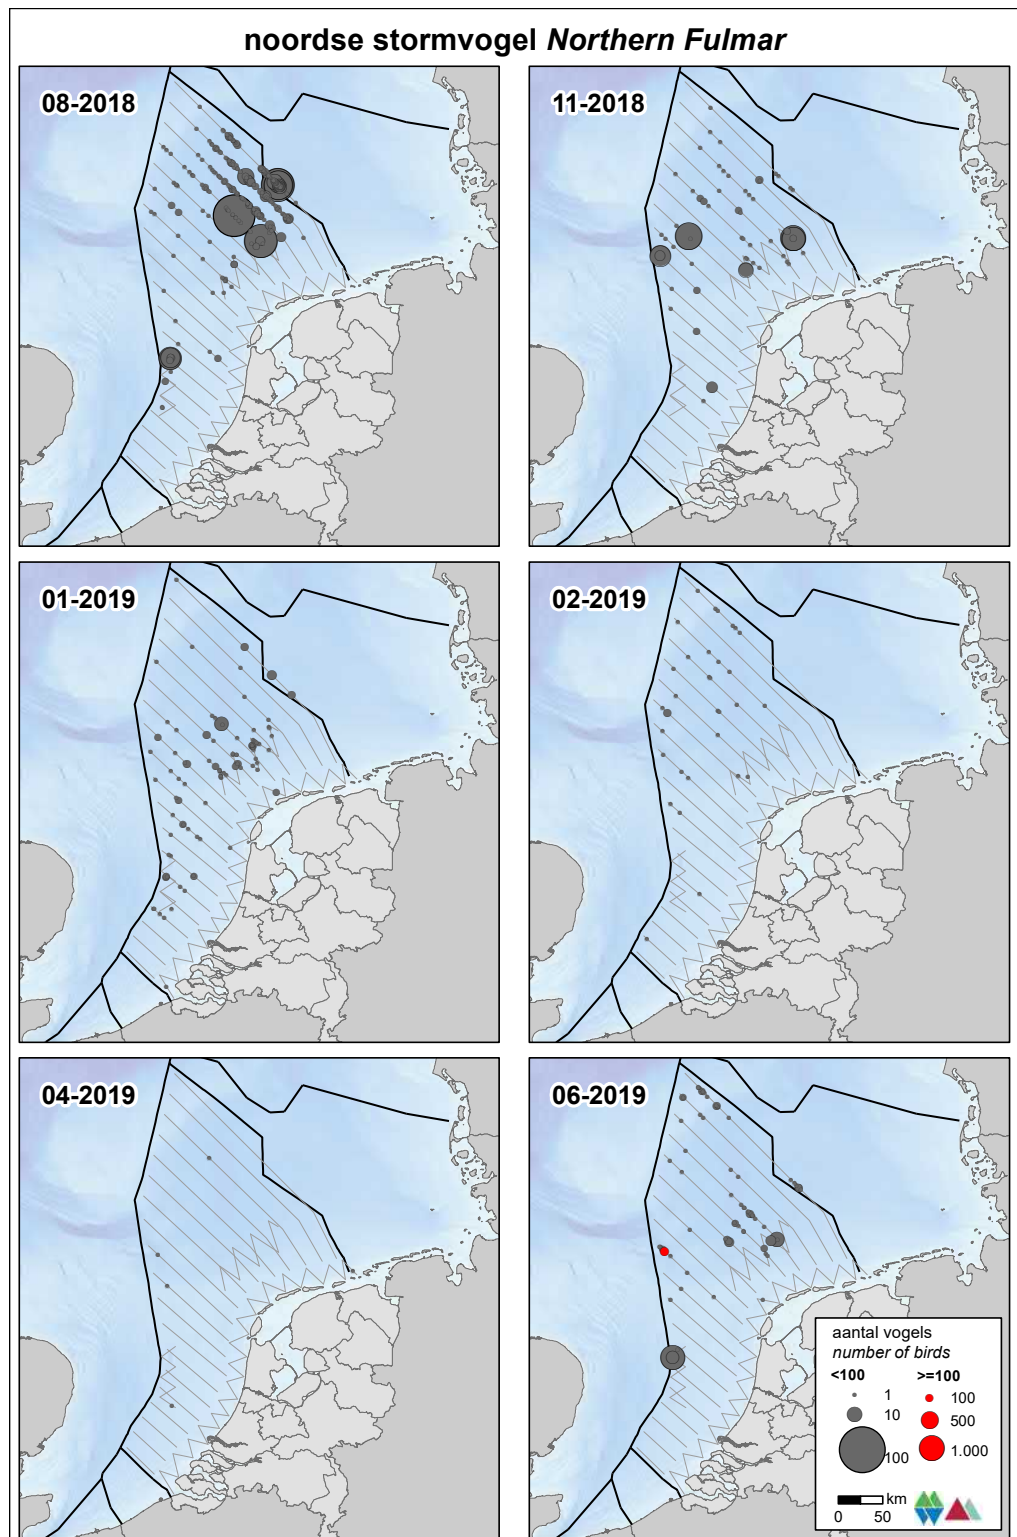 noordse stormvogel Northern Fulmar
08-2018
11-2018
01-2019
02-2019
04-2019
06-2019
aantal vogels
number of birds
<100 >=100
1 100
10 500
100 1.000
km
0 50